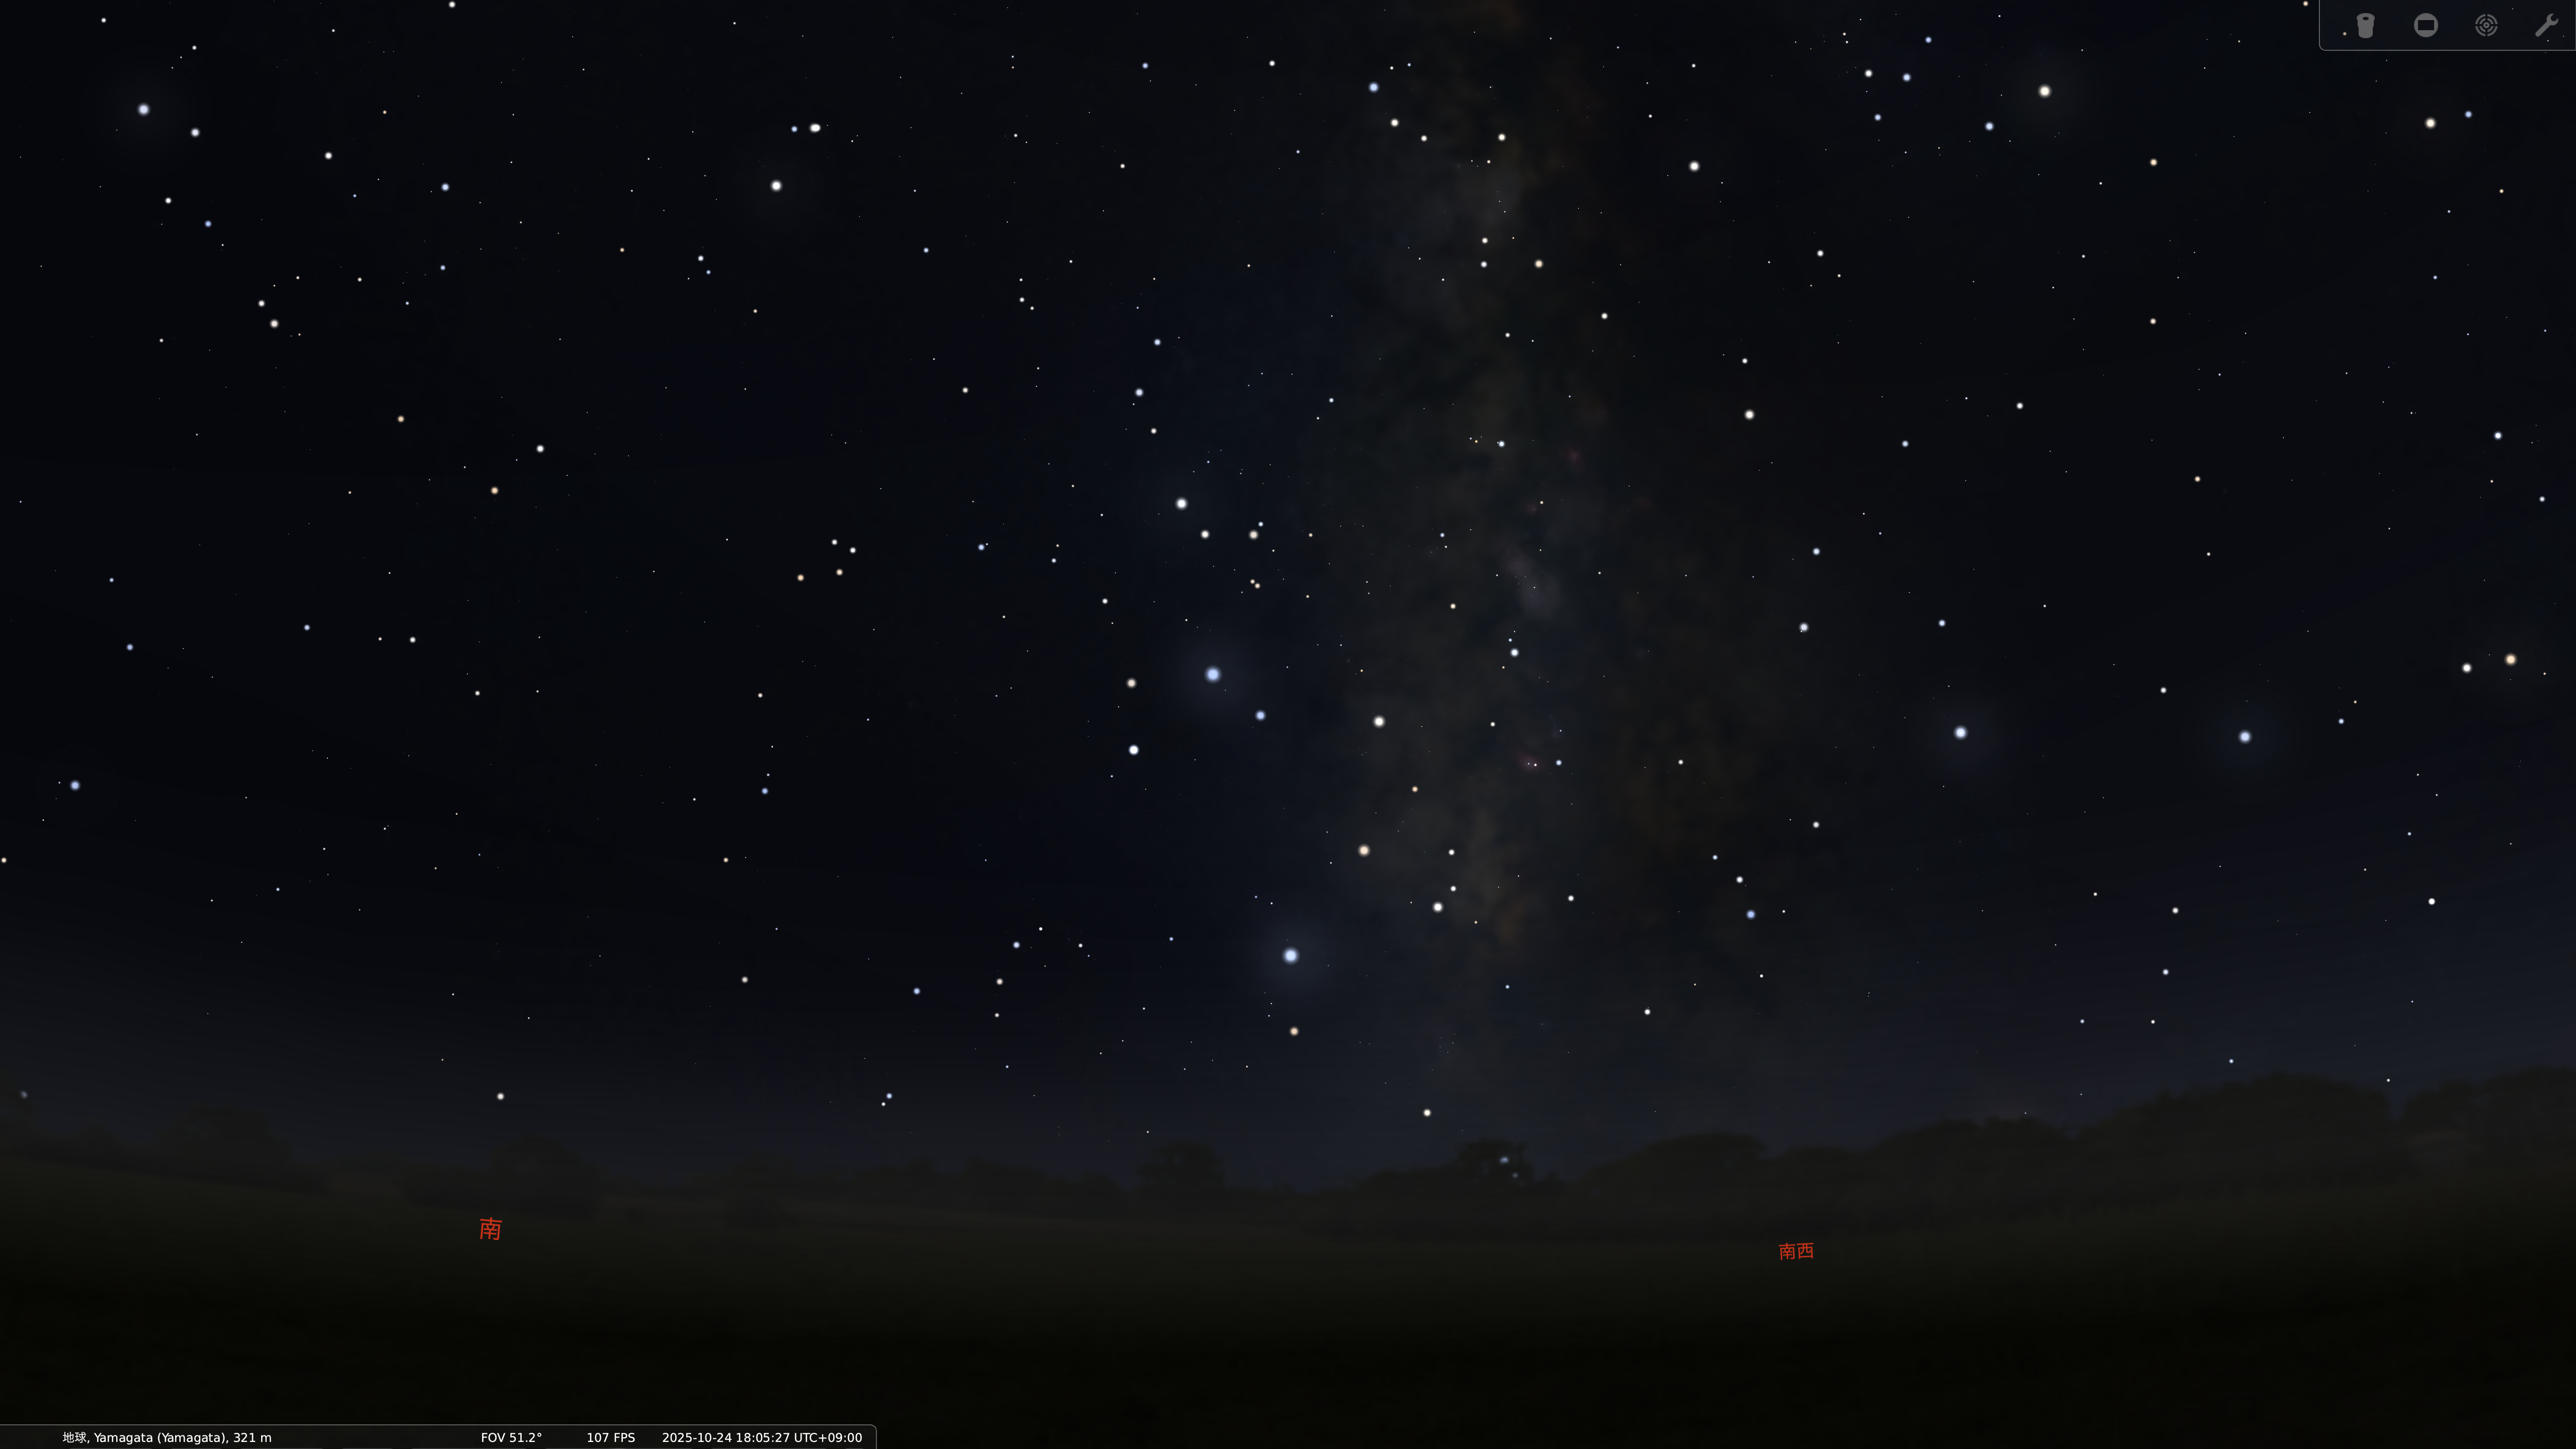 南
南西
地球, Yamagata (Yamagata), 321 m FOV 51.2° 107 FPS 2025-10-24 18:05:27 UTC+09:00